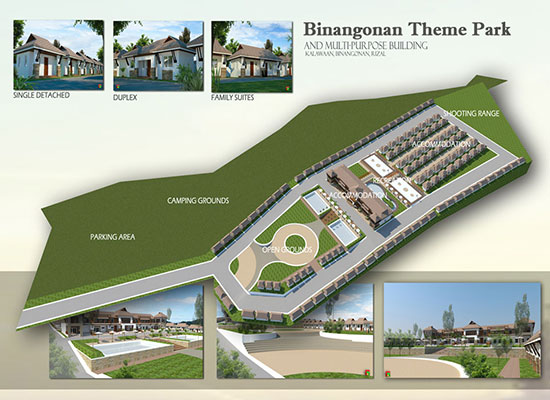 Binangonan Theme Park
AND MULTI-PURPOSE BUILDING
KALAWAAN, BINANGONAN, RIZAL
SINGLE DETACHED
DUPLEX
FAMILY SUITES
SHOOTING RANGE
ACCOMMODATION
ACCOMMODATION
CAMPING GROUNDS
PARKING AREA
OPEN GROUNDS